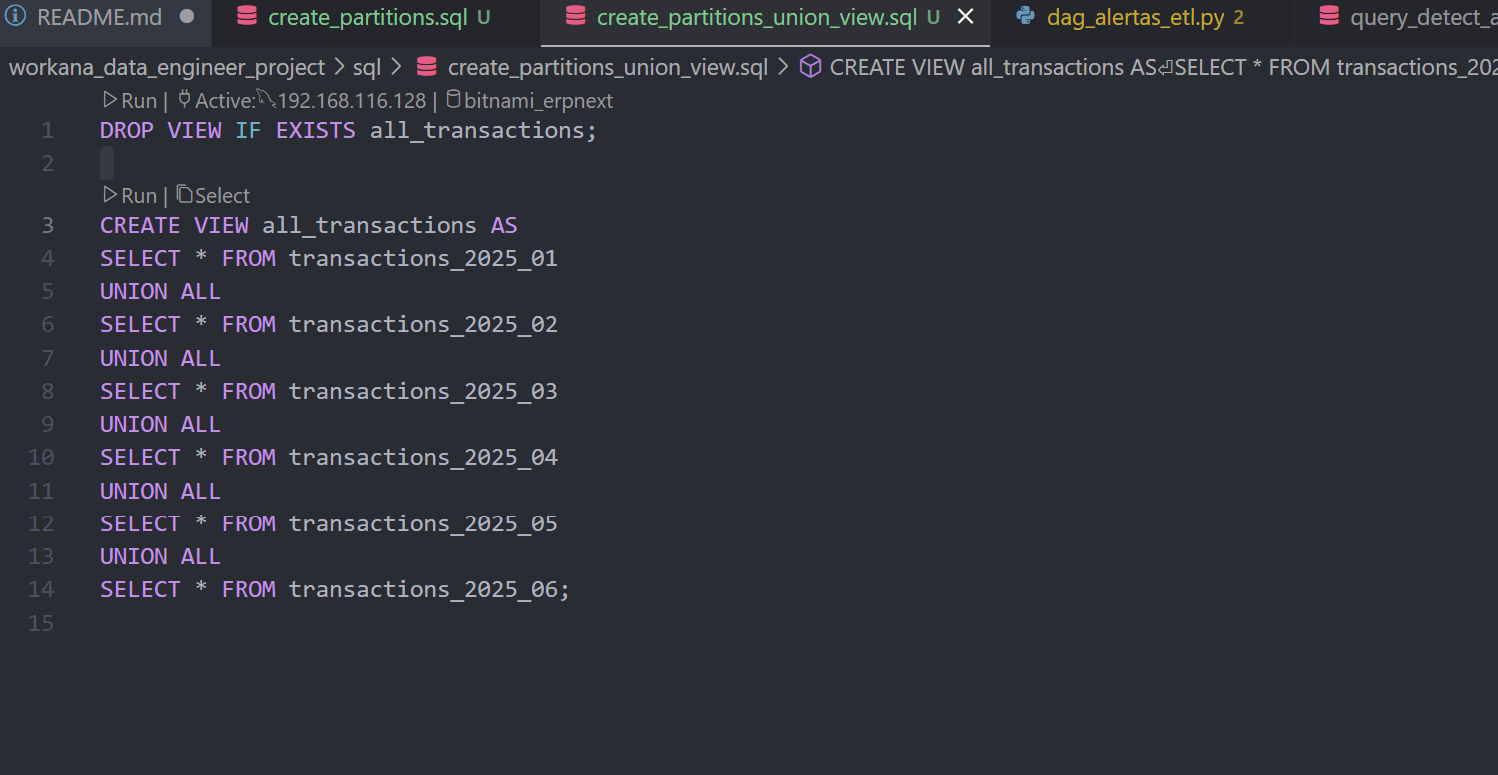 README.md
create_partitions.sql U
create_partitions_union_view.sql U
dag_alertas_etl.py 2
query_detect_a
workana_data_engineer_project > sql > create_partitions_union_view.sql > CREATE VIEW all_transactions AS⏎SELECT * FROM transactions_202
Run | Active: 192.168.116.128 | bitnami_erpnext
1 DROP VIEW IF EXISTS all_transactions;
2
Run | Select
3 CREATE VIEW all_transactions AS
4 SELECT * FROM transactions_2025_01
5 UNION ALL
6 SELECT * FROM transactions_2025_02
7 UNION ALL
8 SELECT * FROM transactions_2025_03
9 UNION ALL
10 SELECT * FROM transactions_2025_04
11 UNION ALL
12 SELECT * FROM transactions_2025_05
13 UNION ALL
14 SELECT * FROM transactions_2025_06;
15